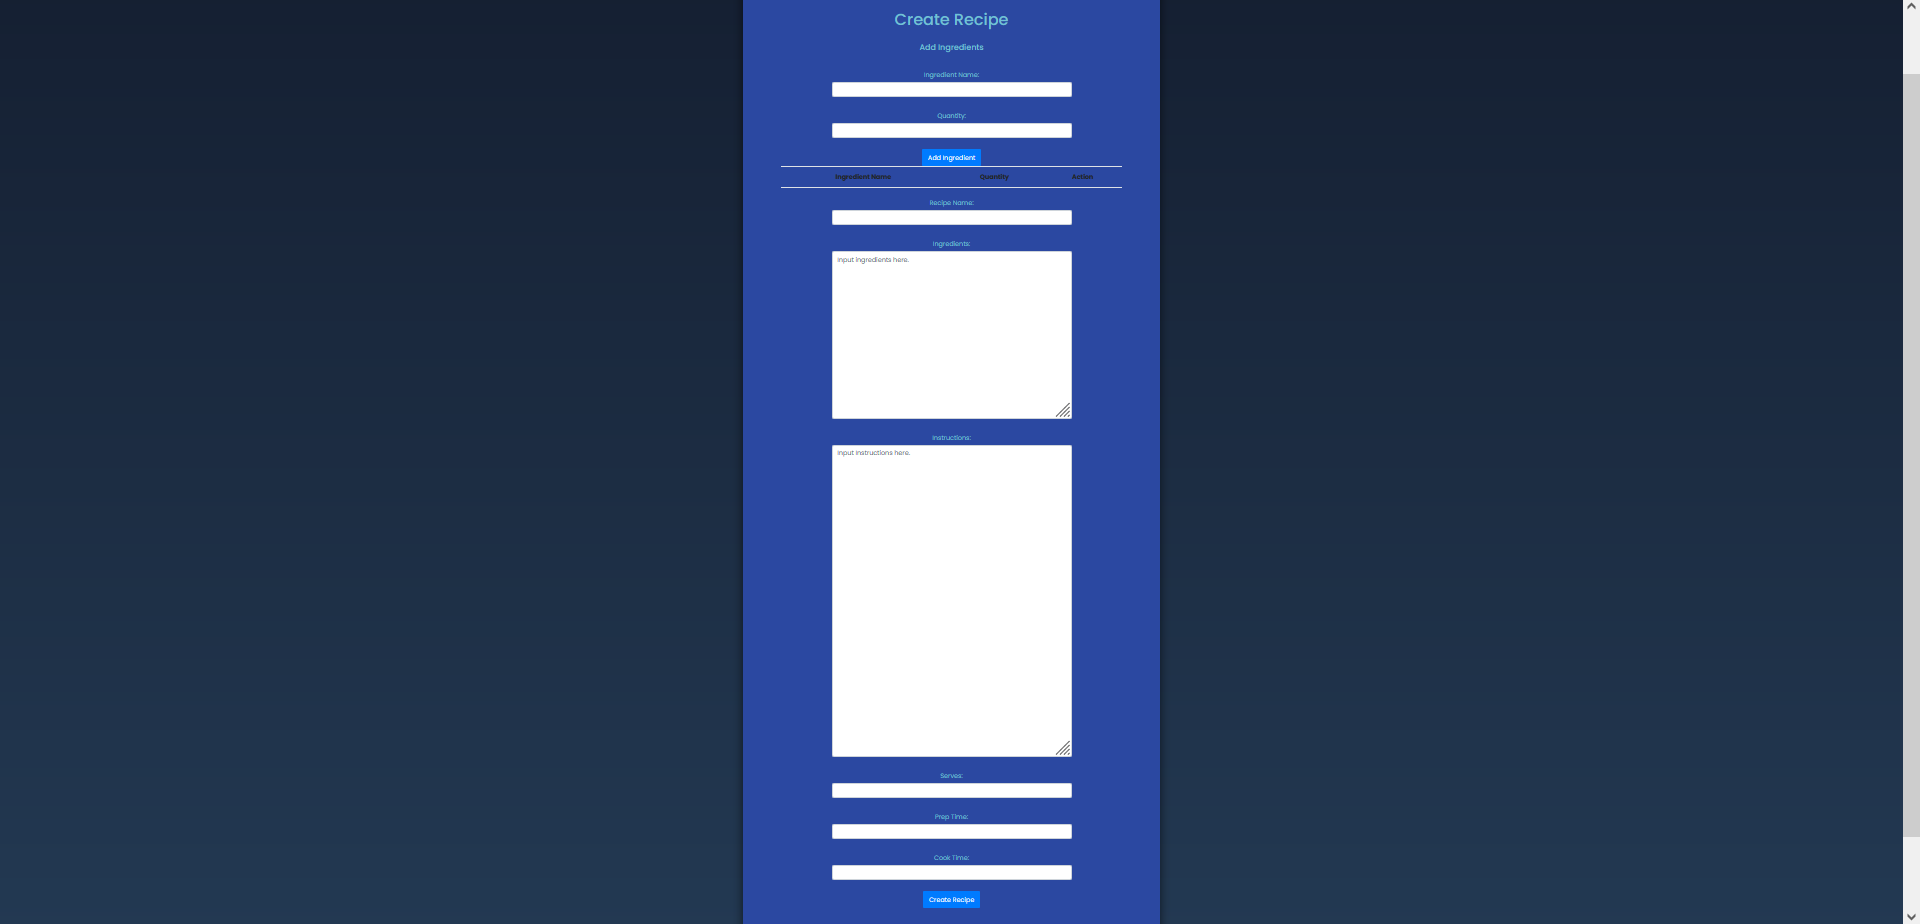 Create Recipe
Add Ingredients
Ingredient Name:
Quantity:
Add Ingredient
Ingredient Name Quantity Action
Recipe Name:
Ingredients:
Input ingredients here.
Instructions:
Input instructions here.
Serves:
Prep Time:
Cook Time:
Create Recipe